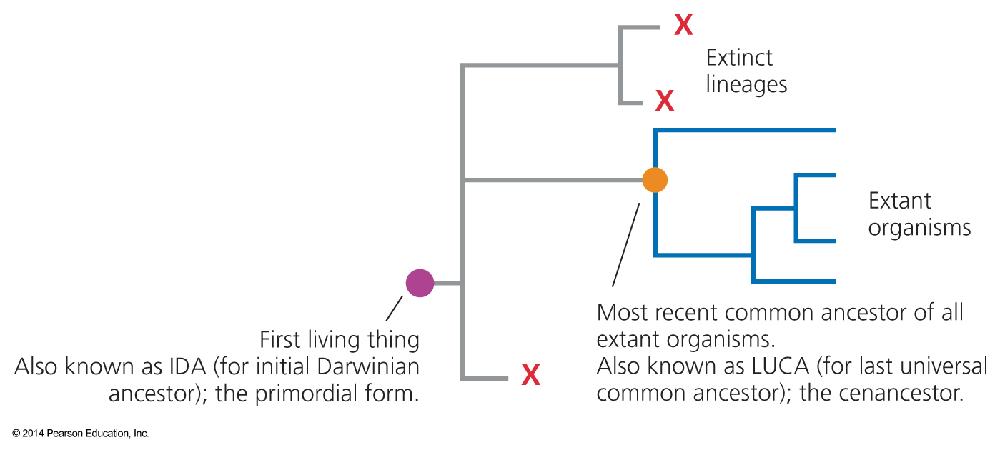 X
Extinct
lineages
X
Extant
organisms
Most recent common ancestor of all
extant organisms.
Also known as LUCA (for last universal
common ancestor); the cenancestor.
First living thing
Also known as IDA (for initial Darwinian
ancestor); the primordial form.
X
© 2014 Pearson Education, Inc.